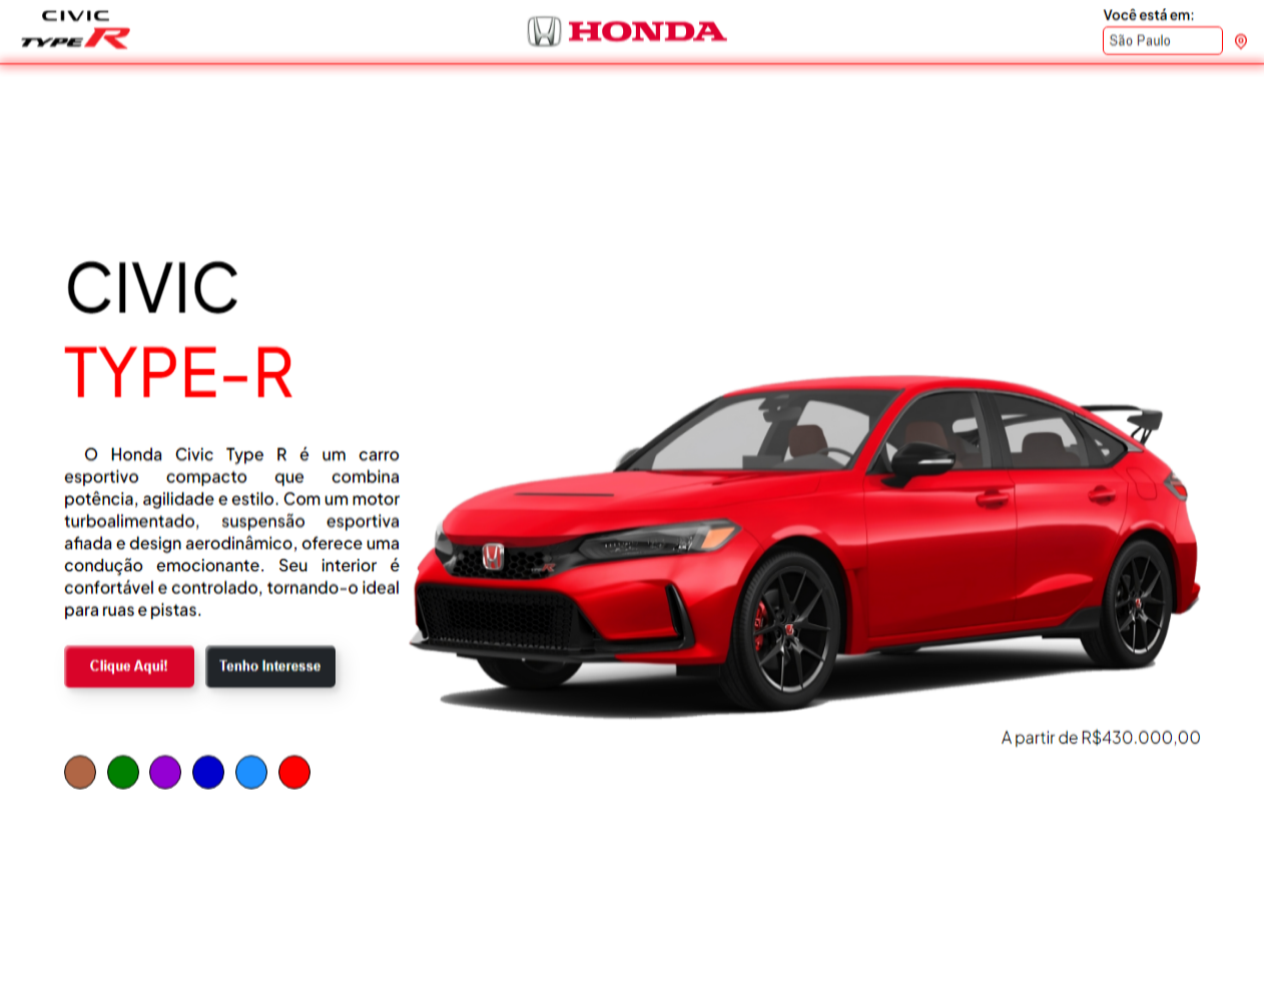 CIVIC
TYPE R
HONDA
Você está em:
São Paulo
CIVIC
TYPE-R
O Honda Civic Type R é um carro
esportivo compacto que combina
potência, agilidade e estilo. Com um motor
turboalimentado, suspensão esportiva
afiada e design aerodinâmico, oferece uma
condução emocionante. Seu interior é
confortável e controlado, tornando-o ideal
para ruas e pistas.
Clique Aqui!
Tenho Interesse
A partir de R$430.000,00